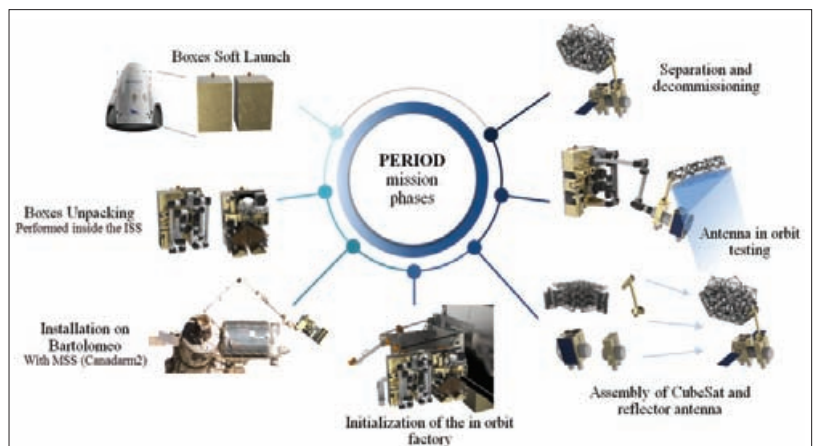 Boxes Soft Launch
Separation and
decommissioning
PERIOD
mission
phases
Boxes Unpacking
Performed inside the ISS
Antenna in orbit
testing
Installation on
Bartolomeo
With MSS (Canadarm2)
Initialization of the in orbit
factory
Assembly of CubeSat and
reflector antenna